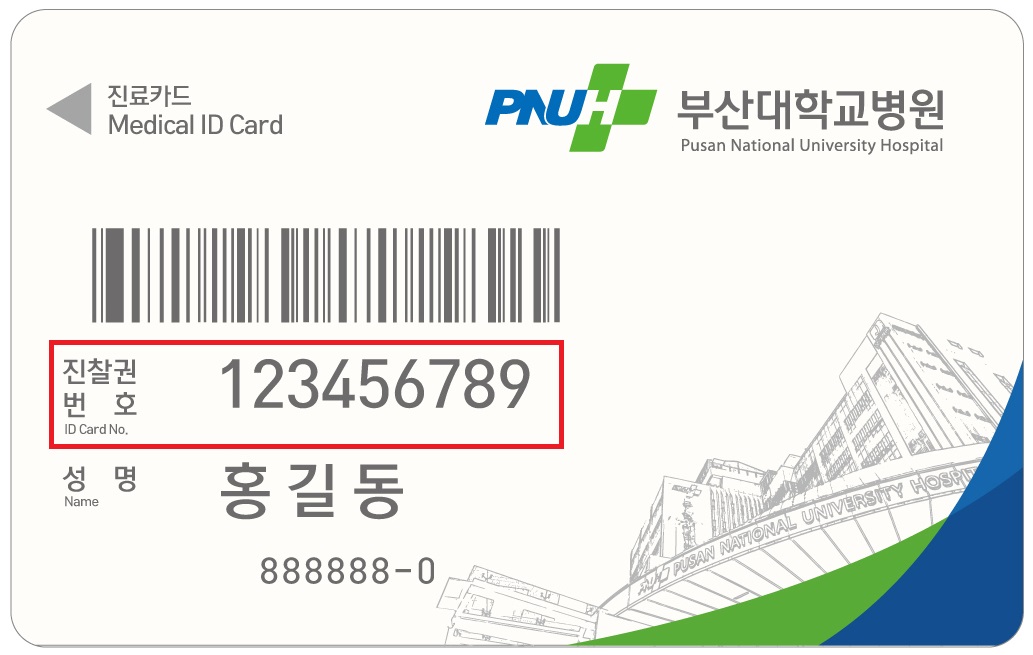 진료카드
Medical ID Card
PNUH 부산대학교병원
Pusan National University Hospital
진찰권
번 호
ID Card No.
123456789
성 명
Name
홍길동
888888-0
PNUH PUSAN NATIONAL UNIVERSITY HOSPIT